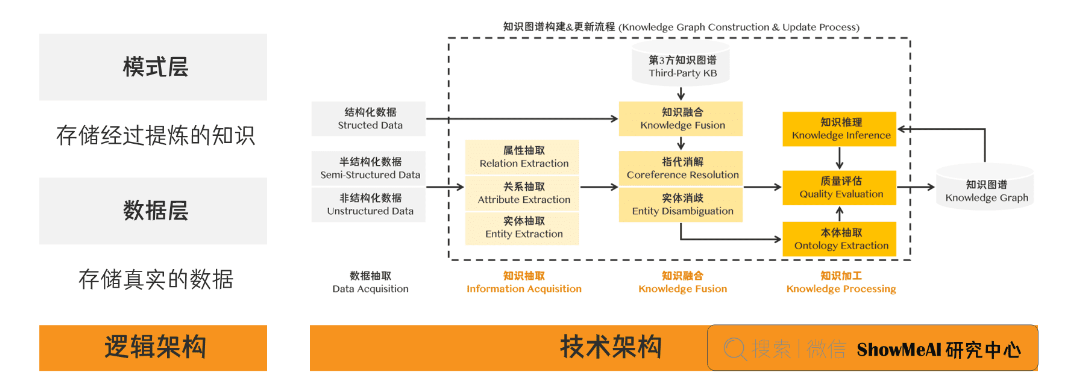 模式层
存储经过提炼的知识
数据层
存储真实的数据
逻辑架构
知识图谱构建&更新流程 (Knowledge Graph Construction & Update Process)
第3方知识图谱
Third-Party KB
结构化数据
Structed Data
知识融合
Knowledge Fusion
知识推理
Knowledge Inference
半结构化数据
Semi-Structured Data
非结构化数据
Unstructured Data
属性抽取
Relation Extraction
关系抽取
Attribute Extraction
实体抽取
Entity Extraction
指代消解
Coreference Resolution
实体消歧
Entity Disambiguation
质量评估
Quality Evaluation
本体抽取
Ontology Extraction
知识图谱
Knowledge Graph
数据抽取
Data Acquisition
知识抽取
Information Acquisition
知识融合
Knowledge Fusion
知识加工
Knowledge Processing
技术架构
搜索|微信 ShowMeAI 研究中心